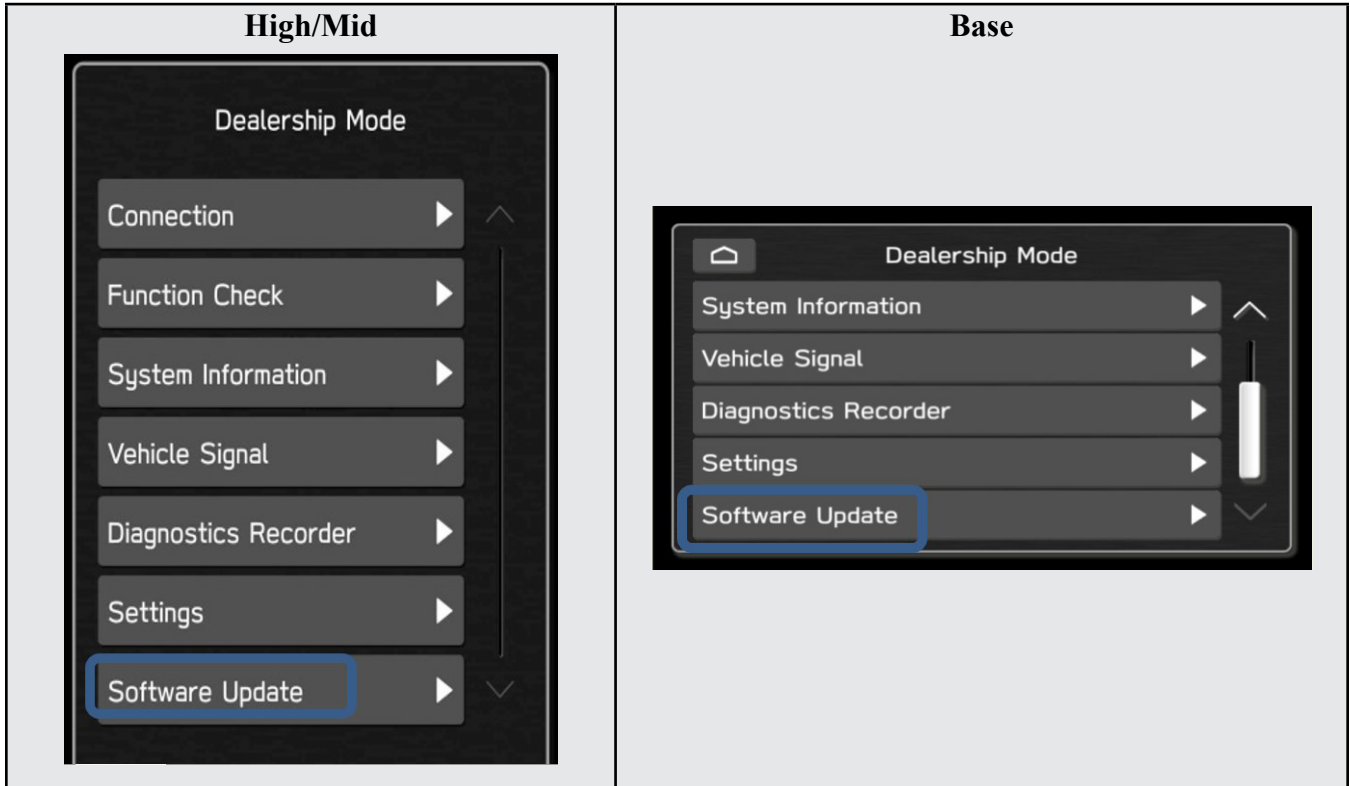 High/Mid
Dealership Mode
Connection
Function Check
System Information
Vehicle Signal
Diagnostics Recorder
Settings
Software Update
Base
Dealership Mode
System Information
Vehicle Signal
Diagnostics Recorder
Settings
Software Update